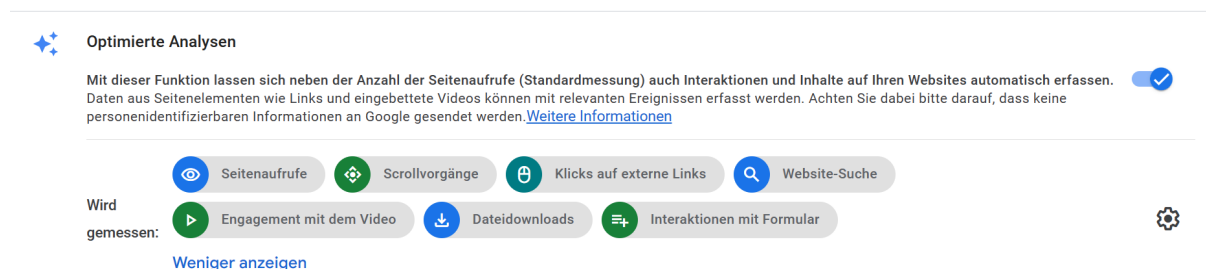 Optimierte Analysen
Mit dieser Funktion lassen sich neben der Anzahl der Seitenaufrufe (Standardmessung) auch Interaktionen und Inhalte auf Ihren Websites automatisch erfassen.
Daten aus Seitenelementen wie Links und eingebettete Videos können mit relevanten Ereignissen erfasst werden. Achten Sie dabei bitte darauf, dass keine
personenidentifizierbaren Informationen an Google gesendet werden.Weitere Informationen
Seitenaufrufe Scrollvorgänge Klicks auf externe Links Website-Suche
Wird
gemessen:
Engagement mit dem Video Dateidownloads Interaktionen mit Formular
Weniger anzeigen